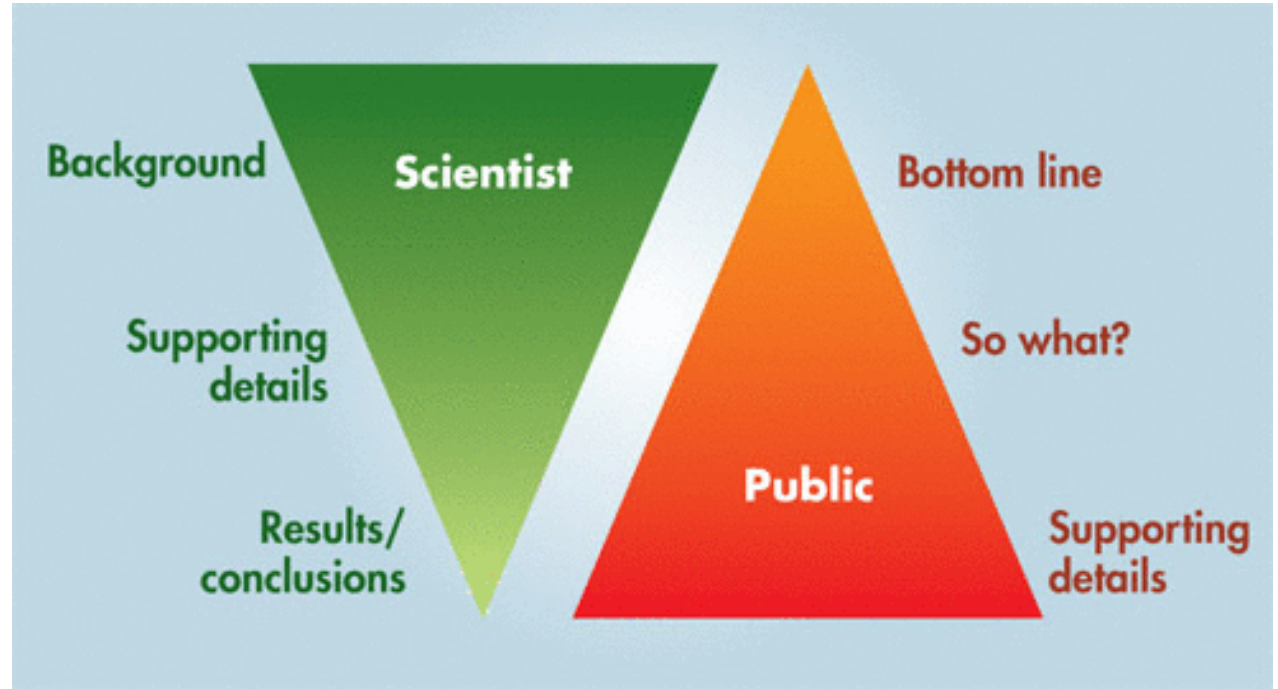 Scientist
Background
Supporting
details
Results/
conclusions
Public
Bottom line
So what?
Supporting
details